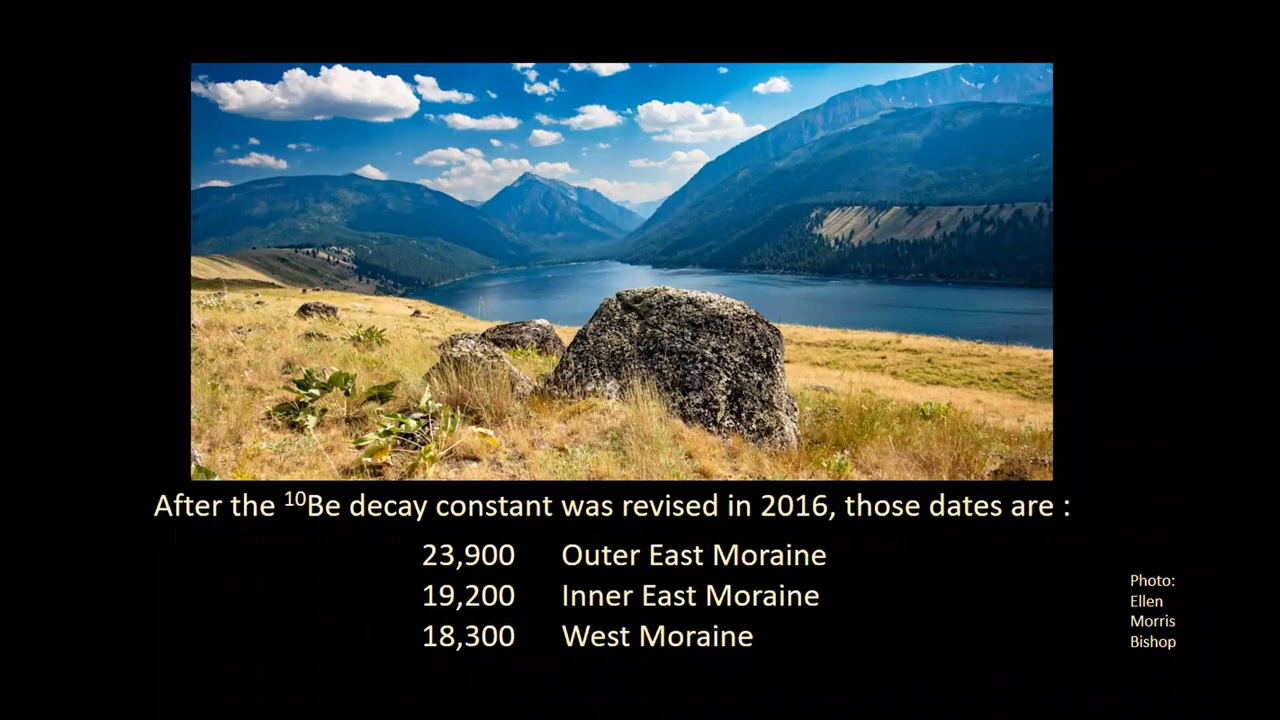 After the ¹⁰Be decay constant was revised in 2016, those dates are :
23,900 Outer East Moraine
19,200 Inner East Moraine
18,300 West Moraine
Photo:
Ellen
Morris
Bishop